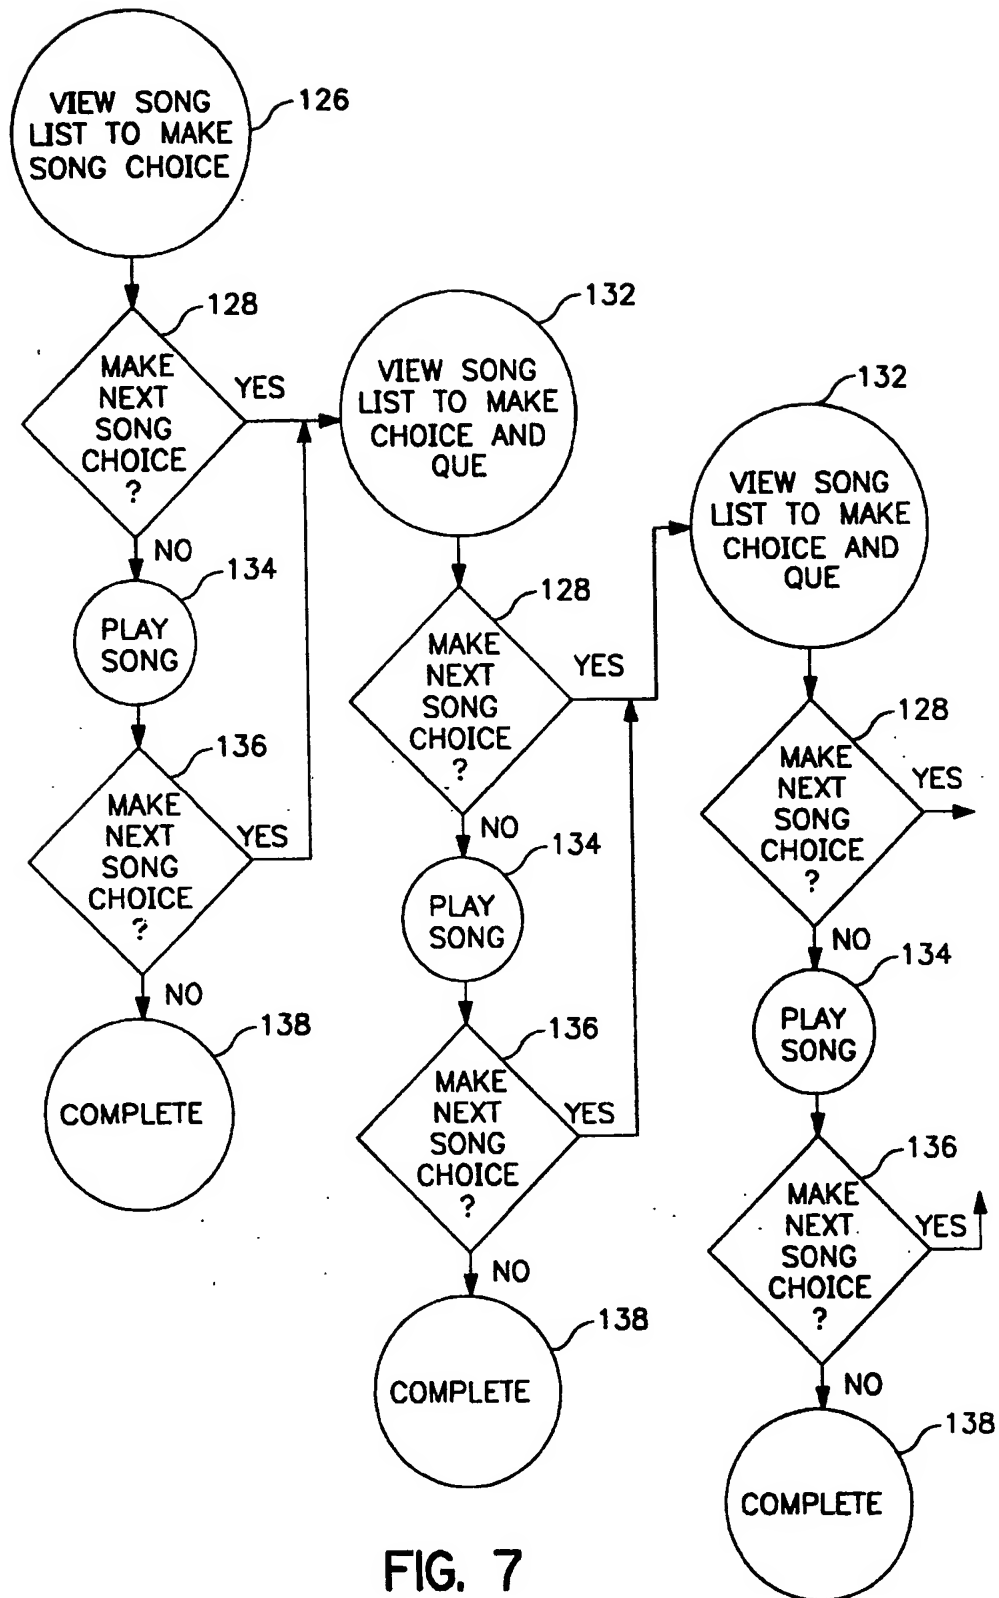 VIEW SONG
LIST TO MAKE
SONG CHOICE
126
128
MAKE
NEXT
SONG
CHOICE
?
YES
NO
134
PLAY
SONG
136
MAKE
NEXT
SONG
CHOICE
?
YES
NO
138
COMPLETE
132
VIEW SONG
LIST TO MAKE
CHOICE AND
QUE
128
MAKE
NEXT
SONG
CHOICE
?
YES
NO
134
PLAY
SONG
136
MAKE
NEXT
SONG
CHOICE
?
YES
NO
138
COMPLETE
132
VIEW SONG
LIST TO MAKE
CHOICE AND
QUE
128
MAKE
NEXT
SONG
CHOICE
?
YES
NO
134
PLAY
SONG
136
MAKE
NEXT
SONG
CHOICE
?
YES
NO
138
COMPLETE
FIG. 7